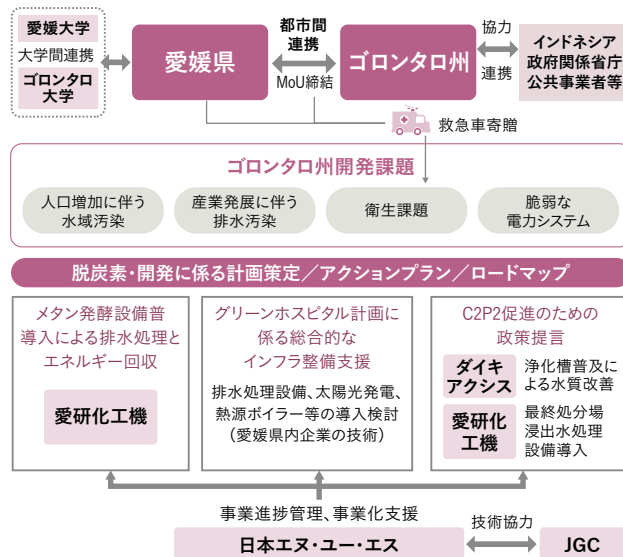 愛媛大学
大学間連携
ゴロンタロ
大学
愛媛県
都市間
連携
MoU締結
ゴロンタロ州
協力
連携
インドネシア
政府関係省庁
公共事業者等
救急車寄贈
ゴロンタロ州開発課題
人口増加に伴う
水域汚染
産業発展に伴う
排水汚染
衛生課題
脆弱な
電力システム
脱炭素・開発に係る計画策定／アクションプラン／ロードマップ
メタン発酵設備普
導入による排水処理と
エネルギー回収
愛研化工機
グリーンホスピタル計画に
係る総合的な
インフラ整備支援
排水処理設備、太陽光発電、
熱源ボイラー等の導入検討
（愛媛県内企業の技術）
C2P2促進のための
政策提言
ダイキ
アクシス
浄化槽普及に
よる水質改善
愛研化
工機
最終処分場
浸出水処理
設備導入
事業進捗管理、事業化支援
日本エヌ・ユー・エス
技術協力
JGC